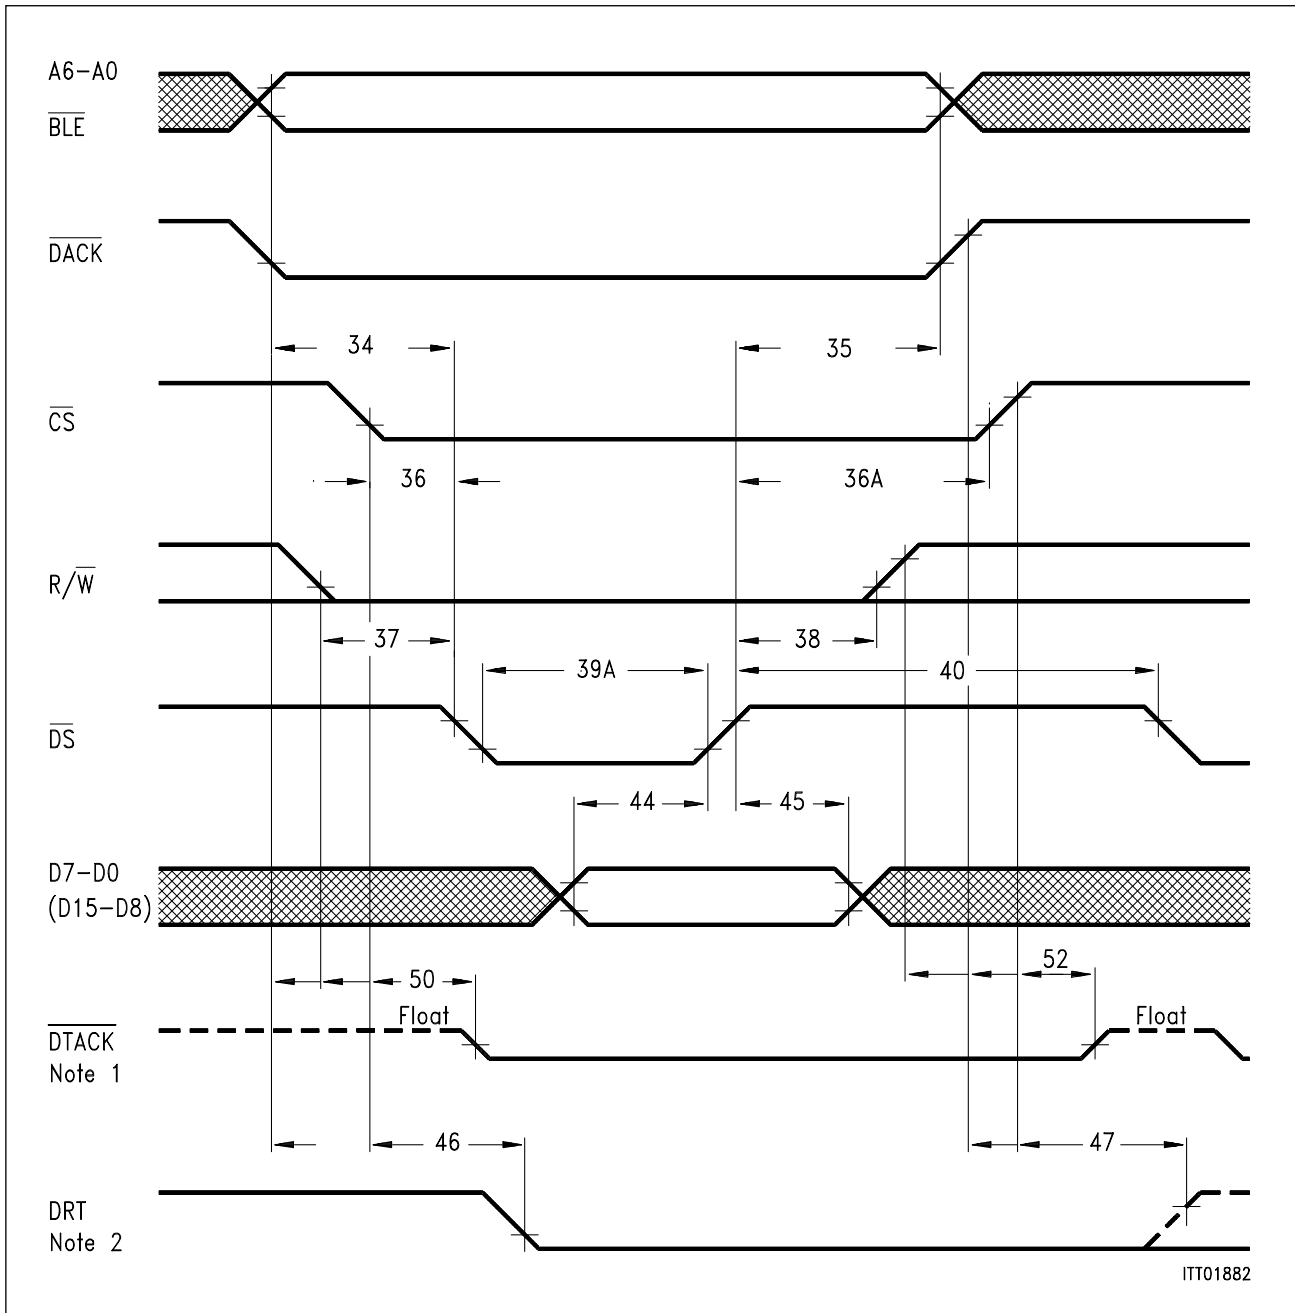 A6-A0
BLE
DACK
34
35
CS
36
36A
R/W
37
38
39A
40
DS
44
45
D7-D0
(D15-D8)
50
52
Float
Float
DTACK
Note 1
46
47
DRT
Note 2
ITT01882